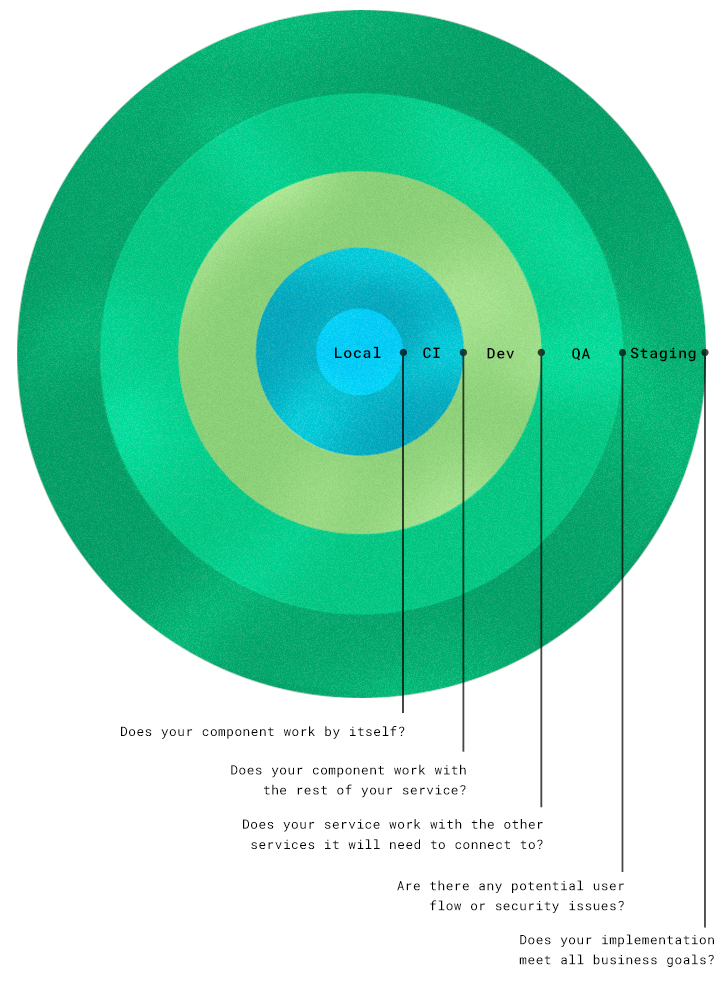 Local CI Dev QA Staging
Does your component work by itself?
Does your component work with
the rest of your service?
Does your service work with the other
services it will need to connect to?
Are there any potential user
flow or security issues?
Does your implementation
meet all business goals?